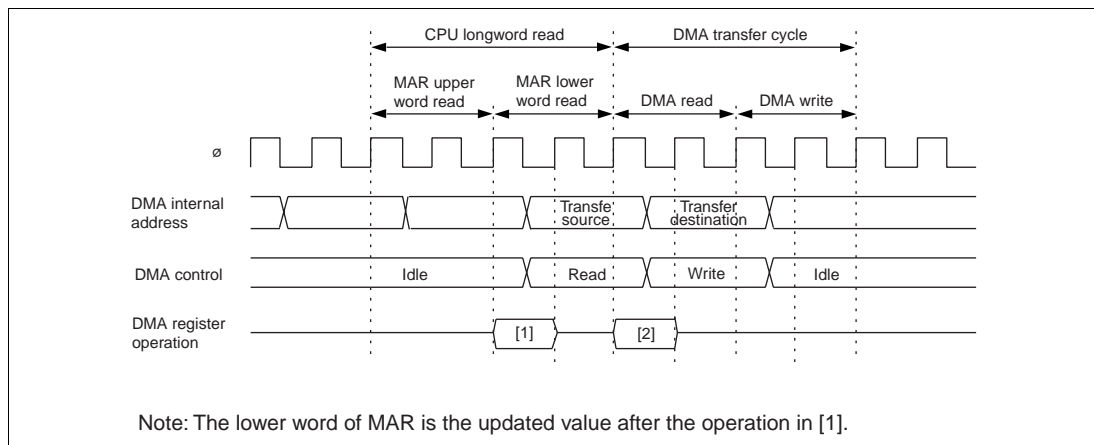 CPU longword read
DMA transfer cycle
MAR upper
word read
MAR lower
word read
DMA read
DMA write
ø
DMA internal
address
Transfe
source
Transfer
destination
DMA control
Idle
Read
Write
Idle
DMA register
operation
[1]
[2]
Note: The lower word of MAR is the updated value after the operation in [1].